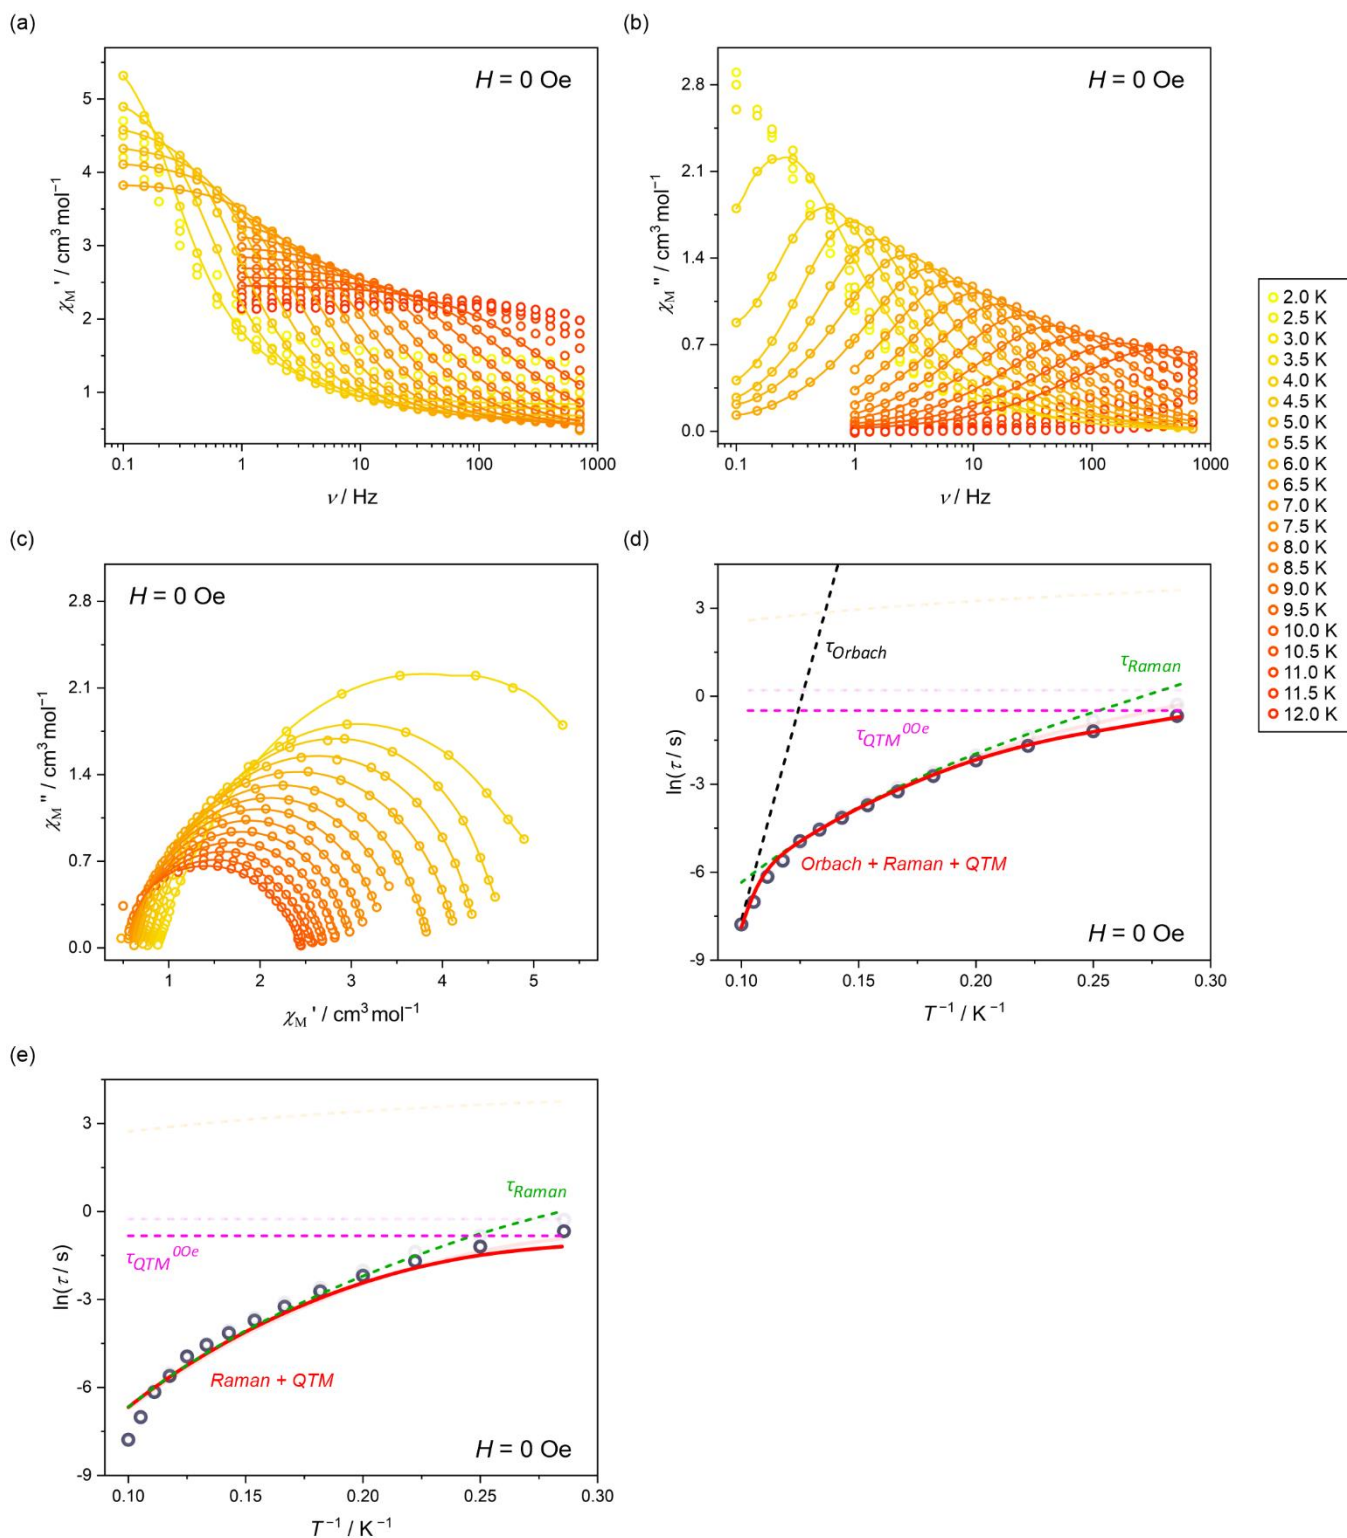 (a)
H = 0 Oe
χM' / cm³ mol⁻¹
5
4
3
2
1
0.1 1 10 100 1000
ν / Hz
(b)
H = 0 Oe
χM'' / cm³ mol⁻¹
2.8
2.1
1.4
0.7
0.0
0.1 1 10 100 1000
ν / Hz
2.0 K
2.5 K
3.0 K
3.5 K
4.0 K
4.5 K
5.0 K
5.5 K
6.0 K
6.5 K
7.0 K
7.5 K
8.0 K
8.5 K
9.0 K
9.5 K
10.0 K
10.5 K
11.0 K
11.5 K
12.0 K
(c)
H = 0 Oe
χM'' / cm³ mol⁻¹
2.8
2.1
1.4
0.7
0.0
1 2 3 4 5
χM' / cm³ mol⁻¹
(d)
ln(τ / s)
3
0
-3
-6
-9
τOrbach
τRaman
τQTM⁰ᴼᵉ
Orbach + Raman + QTM
H = 0 Oe
0.10 0.15 0.20 0.25 0.30
T⁻¹ / K⁻¹
(e)
ln(τ / s)
3
0
-3
-6
-9
τRaman
τQTM⁰ᴼᵉ
Raman + QTM
H = 0 Oe
0.10 0.15 0.20 0.25 0.30
T⁻¹ / K⁻¹